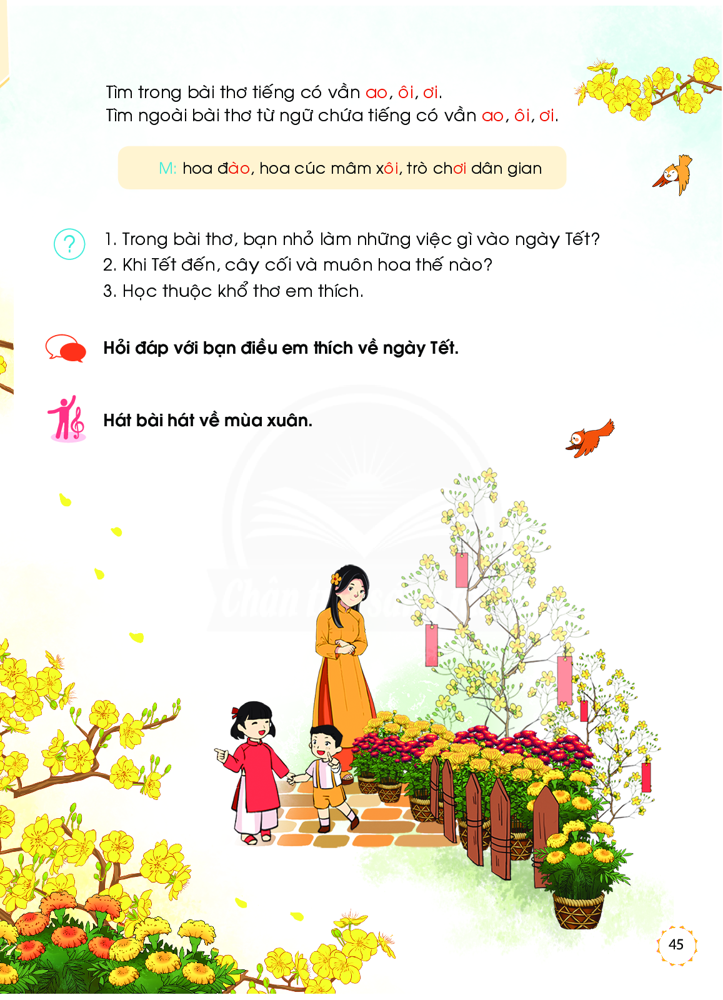 Tìm trong bài thơ tiếng có vần ao, ôi, ơi.
Tìm ngoài bài thơ từ ngữ chứa tiếng có vần ao, ôi, ơi.
M: hoa đào, hoa cúc mâm xôi, trò chơi dân gian
?
1. Trong bài thơ, bạn nhỏ làm những việc gì vào ngày Tết?
2. Khi Tết đến, cây cối và muôn hoa thế nào?
3. Học thuộc khổ thơ em thích.
Hỏi đáp với bạn điều em thích về ngày Tết.
Hát bài hát về mùa xuân.
Chân
45